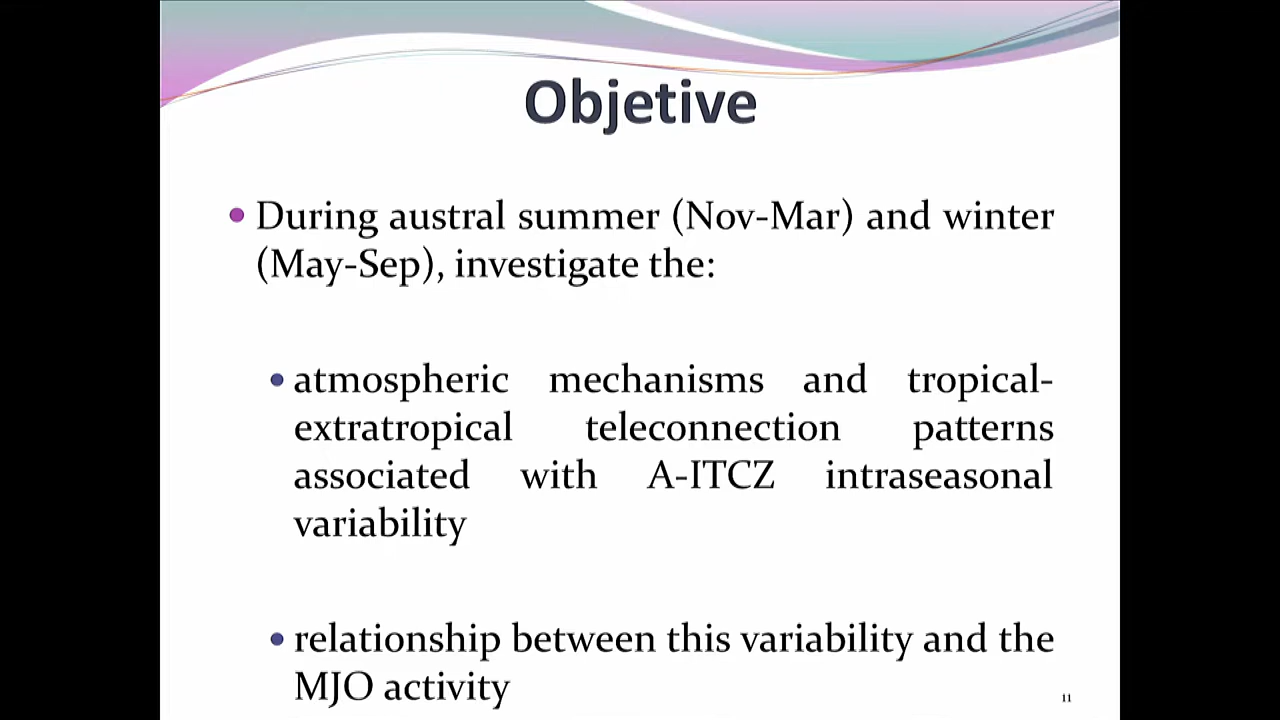 Objetive
• During austral summer (Nov-Mar) and winter
(May-Sep), investigate the:
• atmospheric mechanisms and tropical-
extratropical teleconnection patterns
associated with A-ITCZ intraseasonal
variability
• relationship between this variability and the
MJO activity
11